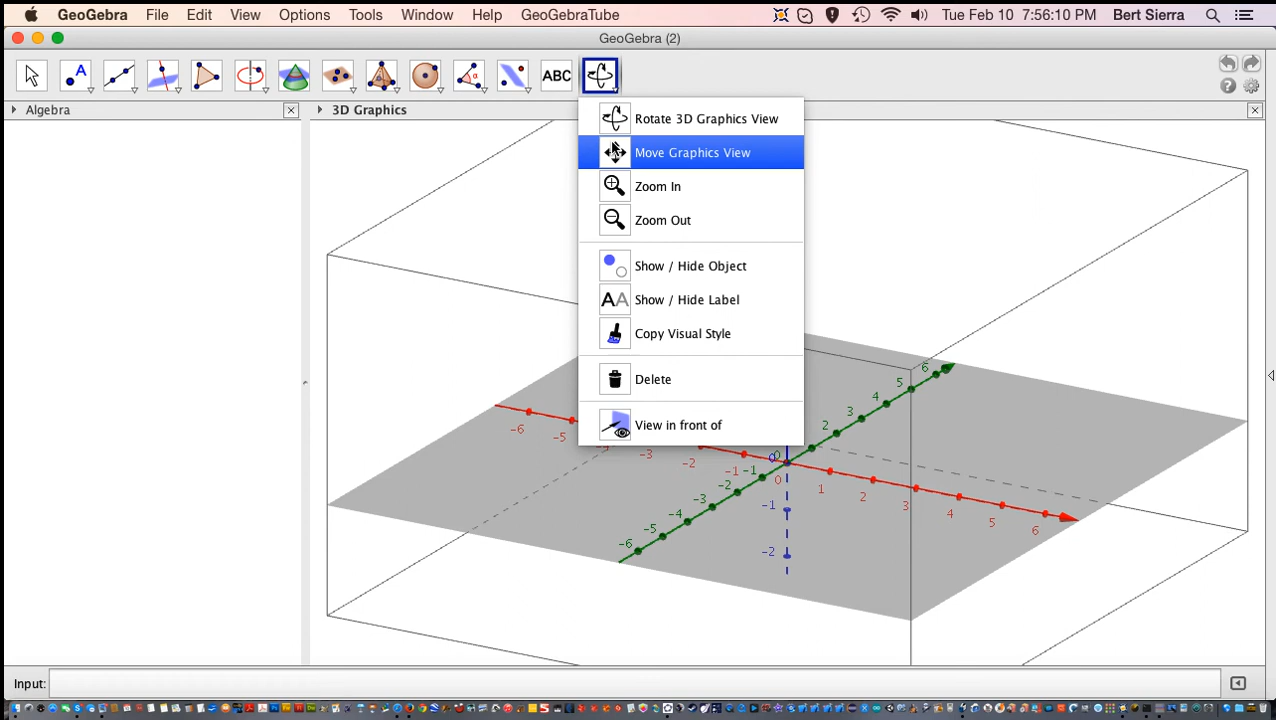 GeoGebra File Edit View Options Tools Window Help GeoGebraTube Tue Feb 10 7:56:10 PM Bert Sierra
GeoGebra (2)
A ABC
Algebra 3D Graphics
Rotate 3D Graphics View
Move Graphics View
Zoom In
Zoom Out
Show / Hide Object
AA Show / Hide Label
Copy Visual Style
Delete
View in front of
6
5
4
3
2
-6 -5 -3 -2 -1 0 0 0 1 2 3 4 5 6
-1
-2
-3
-4
-5
-6
-1
-2
Input: